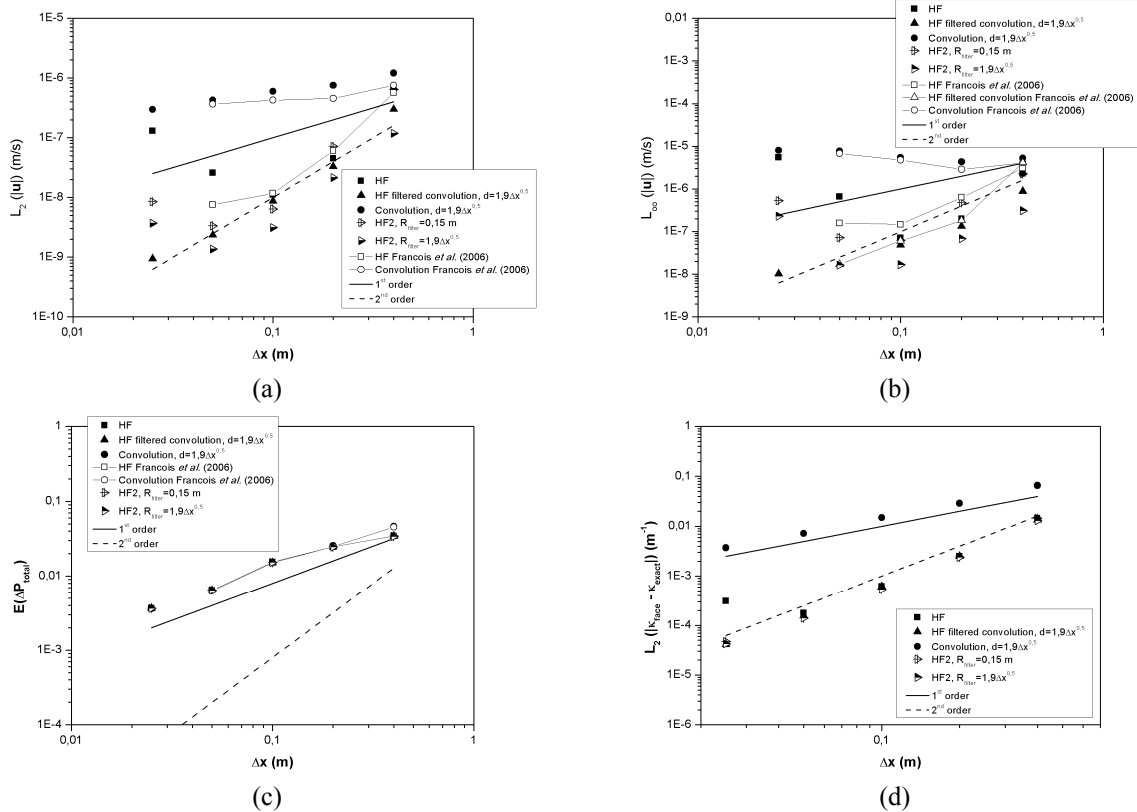 1E-5
1E-6
1E-7
1E-8
1E-9
1E-10
0,01
0,1
1
L₂ (|u|) (m/s)
Δx (m)
HF
HF filtered convolution, d=1,9Δx^0,5
Convolution, d=1,9Δx^0,5
HF2, R_filter=0,15 m
HF2, R_filter=1,9Δx^0,5
HF Francois et al. (2006)
Convolution Francois et al. (2006)
1st order
2nd order
(a)
0,01
1E-3
1E-4
1E-5
1E-6
1E-7
1E-8
1E-9
0,01
0,1
1
L∞ (|u|) (m/s)
Δx (m)
HF
HF filtered convolution, d=1,9Δx^0,5
Convolution, d=1,9Δx^0,5
HF2, R_filter=0,15 m
HF2, R_filter=1,9Δx^0,5
HF Francois et al. (2006)
HF filtered convolution Francois et al. (2006)
Convolution Francois et al. (2006)
1st order
2nd order
(b)
1
0,1
0,01
1E-3
1E-4
0,01
0,1
1
E(ΔP_total)
Δx (m)
HF
HF filtered convolution, d=1,9Δx^0,5
Convolution, d=1,9Δx^0,5
HF Francois et al. (2006)
Convolution Francois et al. (2006)
HF2, R_filter=0,15 m
HF2, R_filter=1,9Δx^0,5
1st order
2nd order
(c)
1
0,1
0,01
1E-3
1E-4
1E-5
1E-6
0,1
L₂ (|κ_face - κ_exact|) (m⁻¹)
Δx (m)
HF
HF filtered convolution, d=1,9Δx^0,5
Convolution, d=1,9Δx^0,5
HF2, R_filter=0,15 m
HF2, R_filter=1,9Δx^0,5
1st order
2nd order
(d)